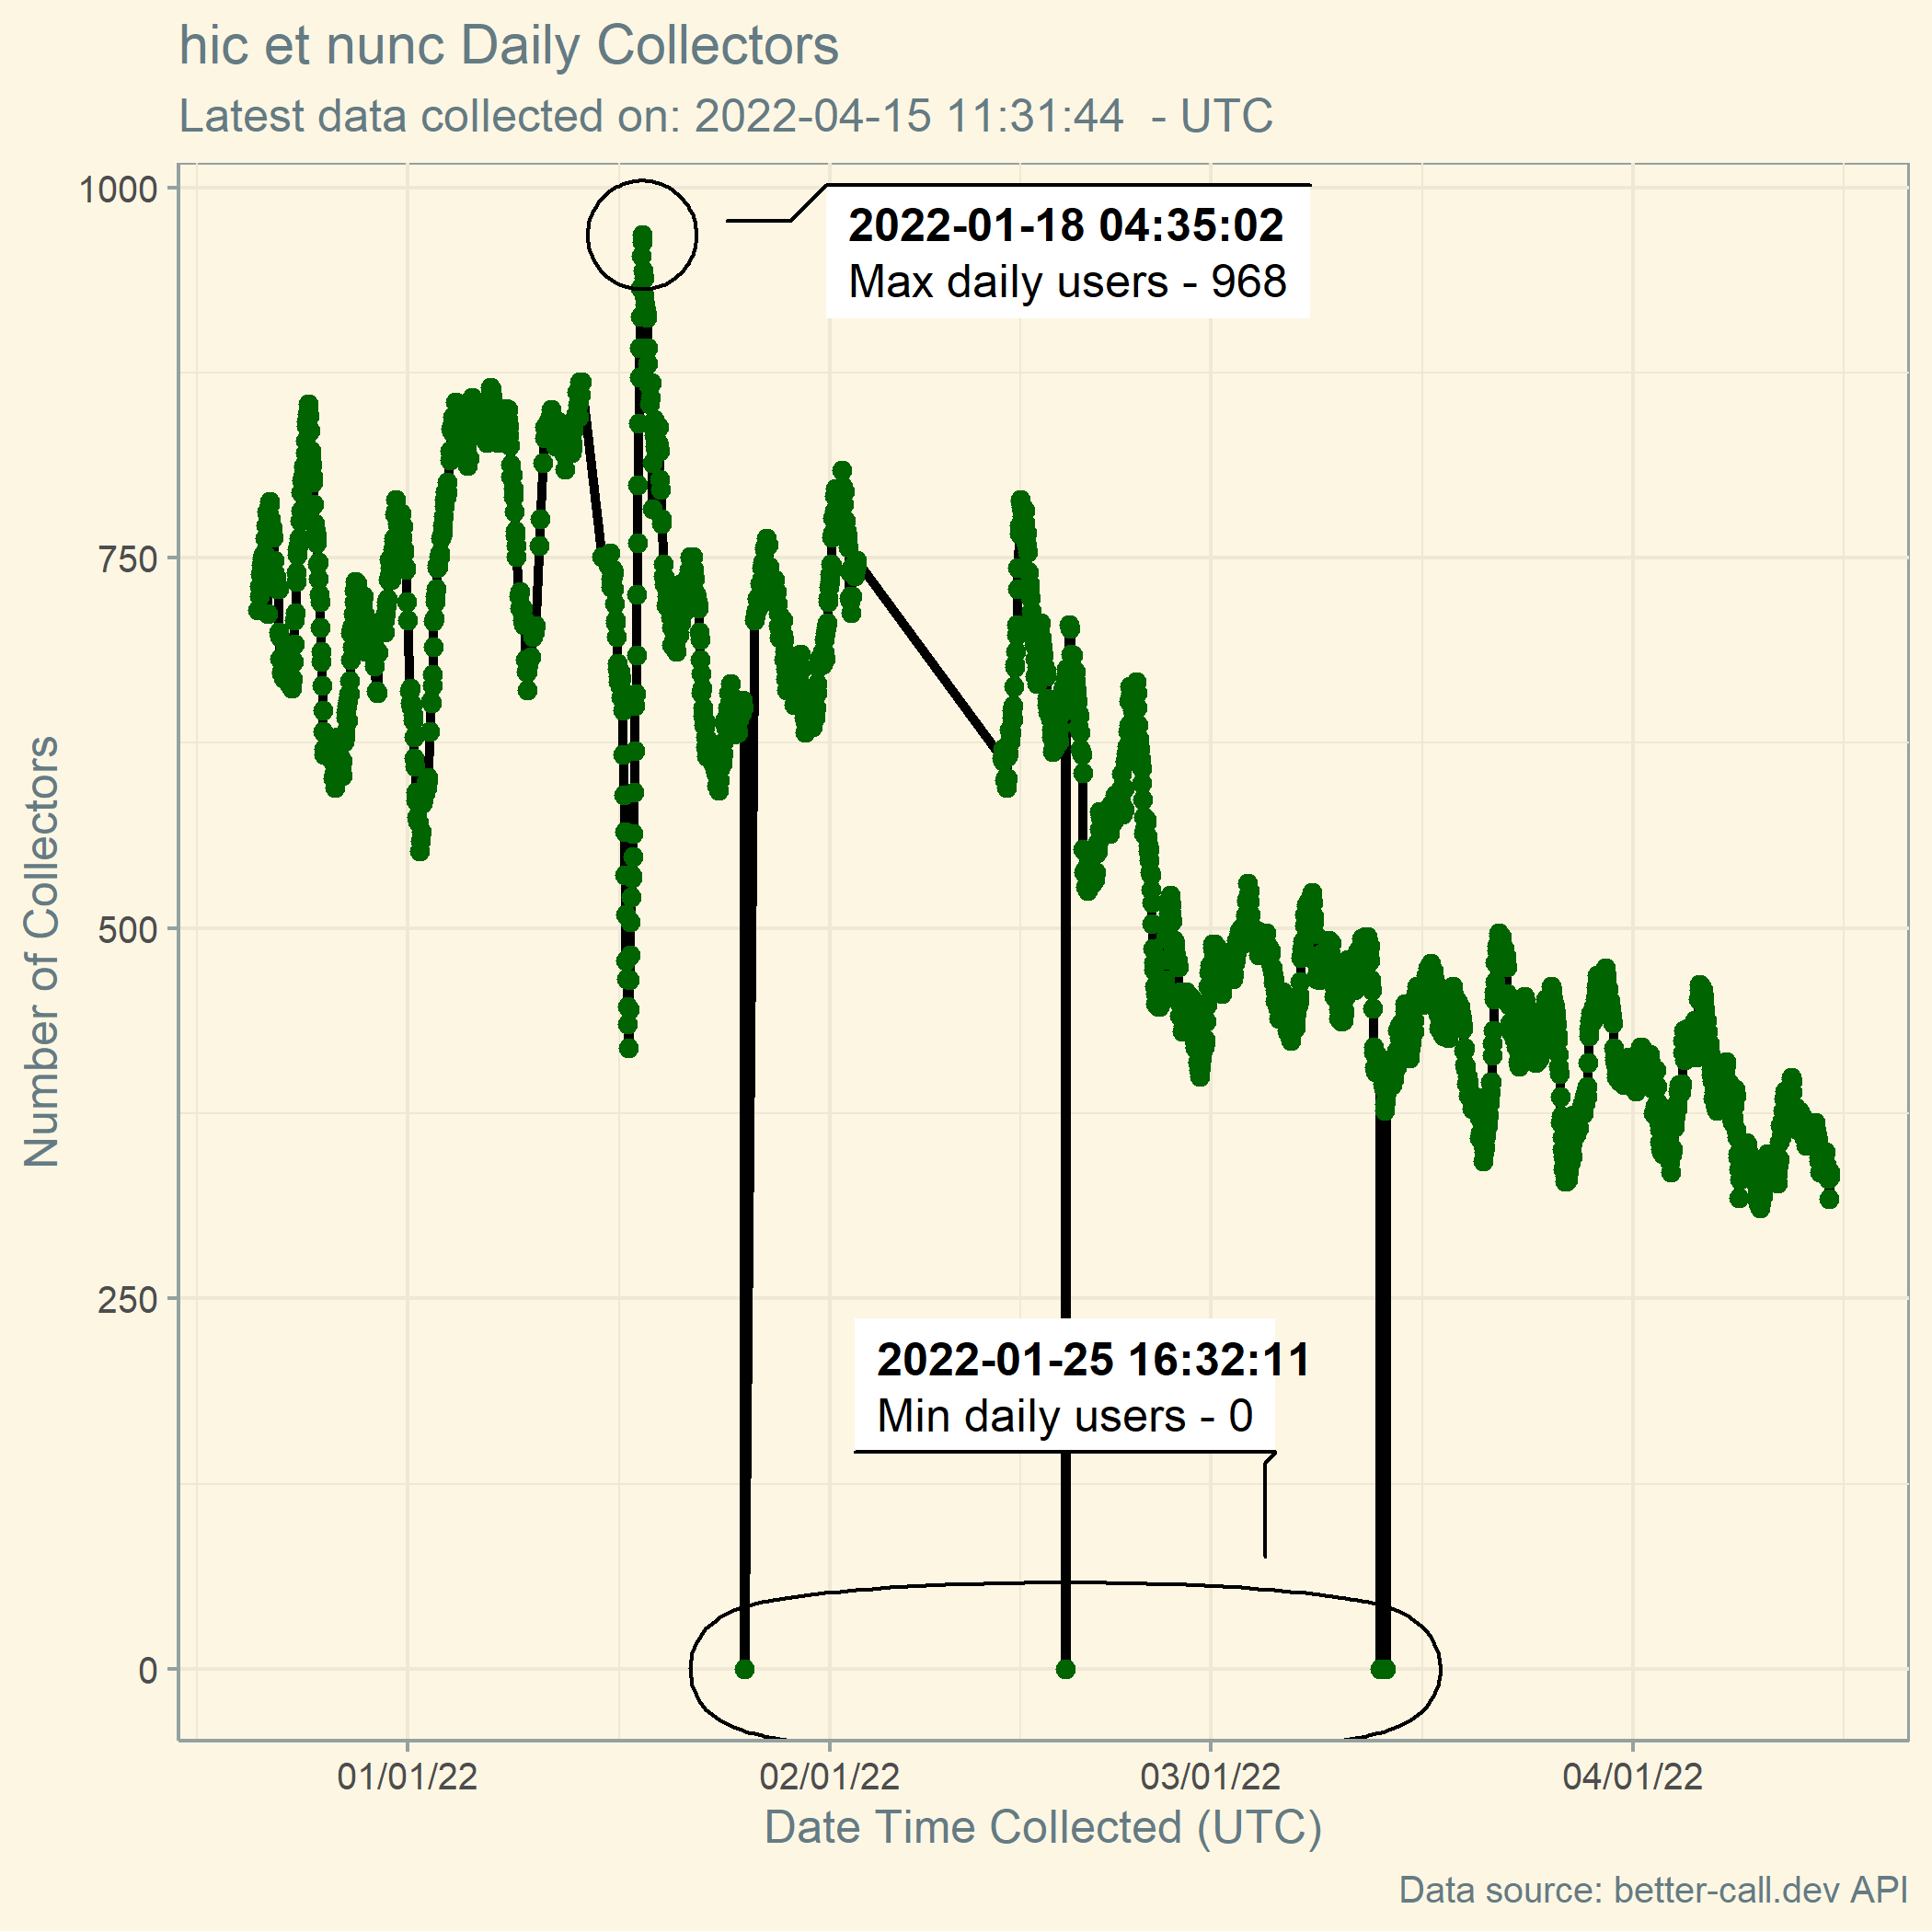 hic et nunc Daily Collectors
Latest data collected on: 2022-04-15 11:31:44  - UTC
1000
750
500
250
0
Number of Collectors
2022-01-18 04:35:02
Max daily users - 968
2022-01-25 16:32:11
Min daily users - 0
01/01/22
02/01/22
03/01/22
04/01/22
Date Time Collected (UTC)
Data source: better-call.dev API